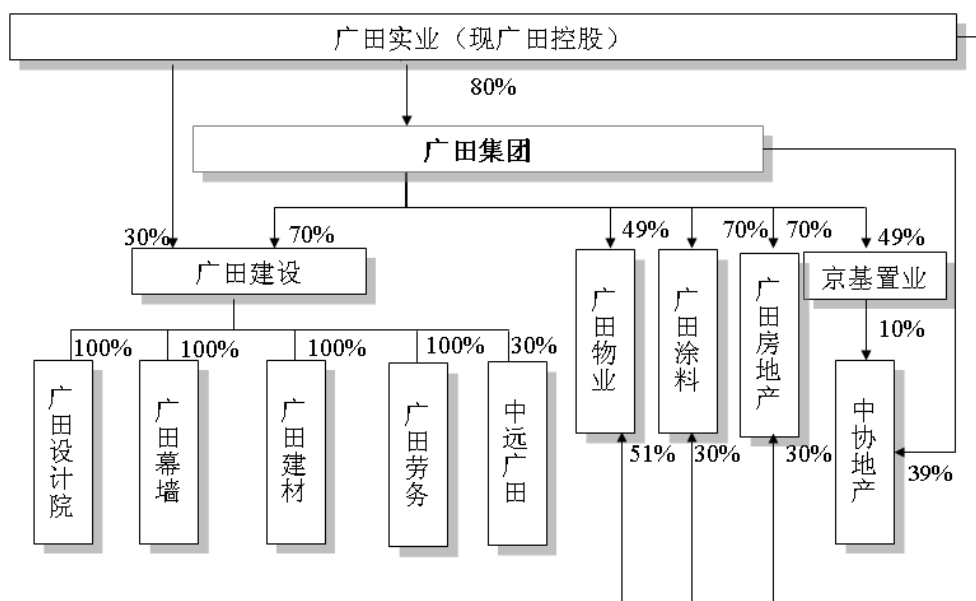 广田实业（现广田控股）
80%
广田集团
30%
70%
49%
70%
70%
49%
广田建设
广田物业
广田涂料
广田房地产
京基置业
10%
100%
100%
100%
100%
30%
广田设计院
广田幕墙
广田建材
广田劳务
中远广田
中协地产
51%
30%
30%
39%